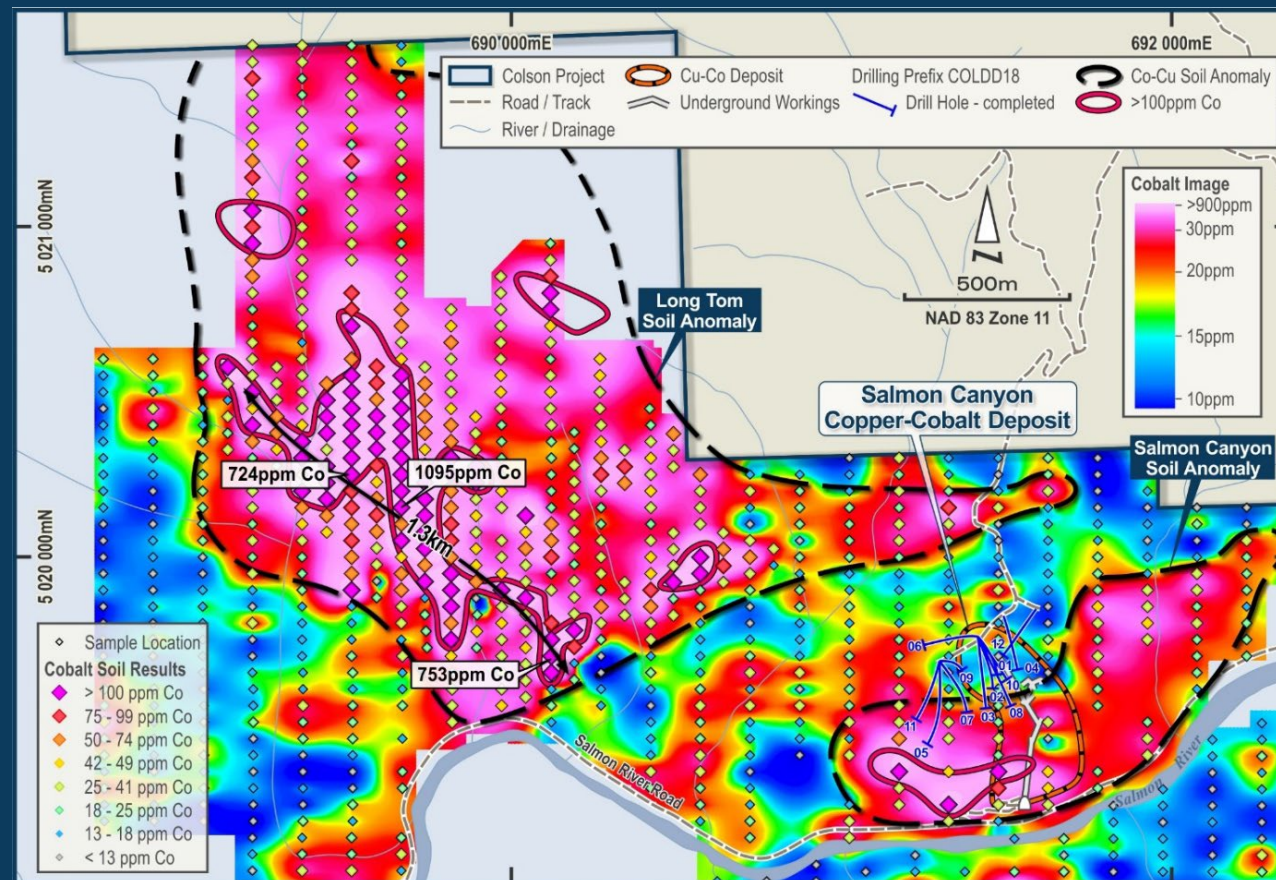 690 000mE
692 000mE
Colson Project
Cu-Co Deposit
Drilling Prefix COLDD18
Co-Cu Soil Anomaly
Road / Track
Underground Workings
Drill Hole - completed
>100ppm Co
River / Drainage
5 021 000mN
5 020 000mN
Cobalt Image
>900ppm
30ppm
20ppm
15ppm
10ppm
N
500m
NAD 83 Zone 11
Long Tom
Soil Anomaly
Salmon Canyon
Copper-Cobalt Deposit
Salmon Canyon
Soil Anomaly
724ppm Co
1095ppm Co
1.3km
753ppm Co
06
12
01
04
09
10
02
11
07
03
08
05
Salmon River Road
Salmon River
Sample Location
Cobalt Soil Results
> 100 ppm Co
75 - 99 ppm Co
50 - 74 ppm Co
42 - 49 ppm Co
25 - 41 ppm Co
18 - 25 ppm Co
13 - 18 ppm Co
< 13 ppm Co